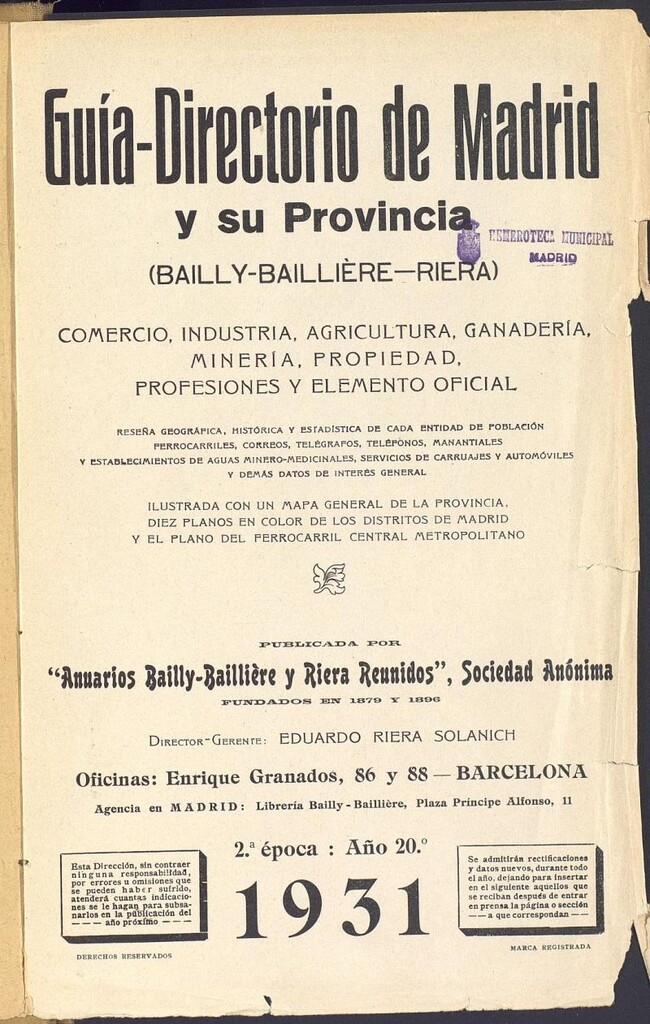 Guía-Directorio de Madrid
y su Provincia
HEMEROTECA MUNICIPAL
MADRID
(BAILLY-BAILLIÈRE—RIERA)
COMERCIO, INDUSTRIA, AGRICULTURA, GANADERÍA,
MINERÍA, PROPIEDAD,
PROFESIONES Y ELEMENTO OFICIAL
RESEÑA GEOGRÁFICA, HISTÓRICA Y ESTADÍSTICA DE CADA ENTIDAD DE POBLACIÓN
FERROCARRILES, CORREOS, TELÉGRAFOS, TELÉFONOS, MANANTIALES
Y ESTABLECIMIENTOS DE AGUAS MINERO-MEDICINALES, SERVICIOS DE CARRUAJES Y AUTOMÓVILES
Y DEMÁS DATOS DE INTERÉS GENERAL
ILUSTRADA CON UN MAPA GENERAL DE LA PROVINCIA,
DIEZ PLANOS EN COLOR DE LOS DISTRITOS DE MADRID
Y EL PLANO DEL FERROCARRIL CENTRAL METROPOLITANO
PUBLICADA POR
"Anuarios Bailly-Baillière y Riera Reunidos", Sociedad Anónima
FUNDADOS EN 1879 Y 1896
DIRECTOR-GERENTE: EDUARDO RIERA SOLANICH
Oficinas: Enrique Granados, 86 y 88 — BARCELONA
Agencia en MADRID: Librería Bailly-Baillière, Plaza Príncipe Alfonso, 11
2.ª época : Año 20.º
1931
Esta Dirección, sin contraer
ninguna responsabilidad,
por errores u omisiones que
se pueden haber sufrido,
atenderá cuantas indicacio-
nes se le hagan para subsa-
narlos en la publicación del
— — — año próximo — — —
DERECHOS RESERVADOS
Se admitirán rectificaciones
y datos nuevos, durante todo
el año, dejando para insertar
en el siguiente aquellos que
se reciban después de entrar
en prensa la página o sección
— — a que correspondan — —
MARCA REGISTRADA